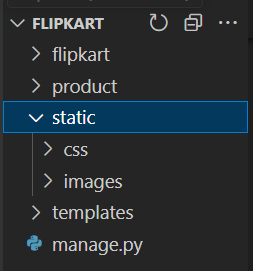 FLIPKART
flipkart
product
static
css
images
templates
manage.py